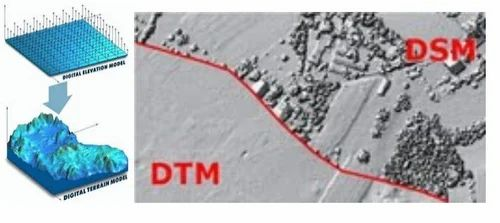 DIGITAL ELEVATION MODEL
DIGITAL TERRAIN MODEL
DSM
DTM